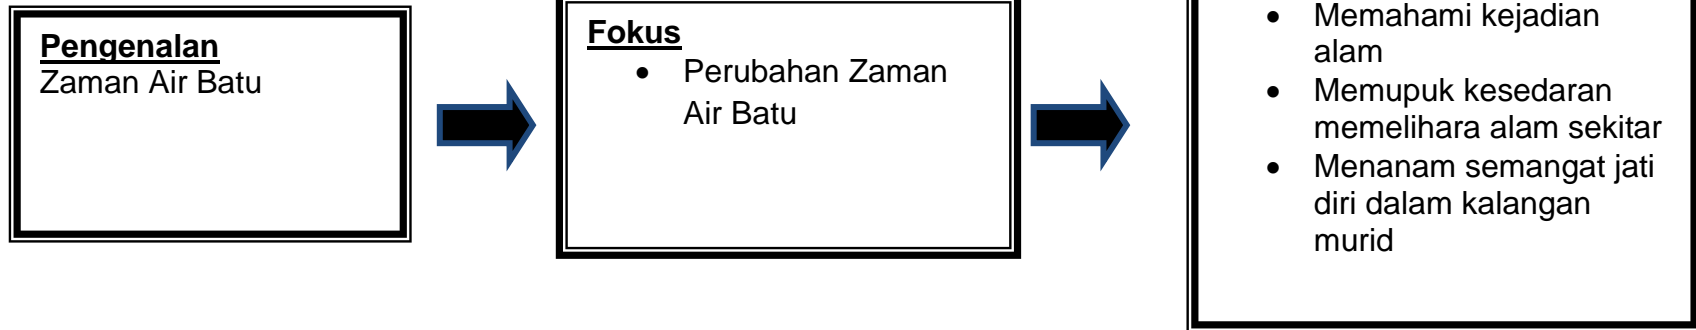 Pengenalan
Zaman Air Batu
Fokus
• Perubahan Zaman
Air Batu
• Memahami kejadian
alam
• Memupuk kesedaran
memelihara alam sekitar
• Menanam semangat jati
diri dalam kalangan
murid